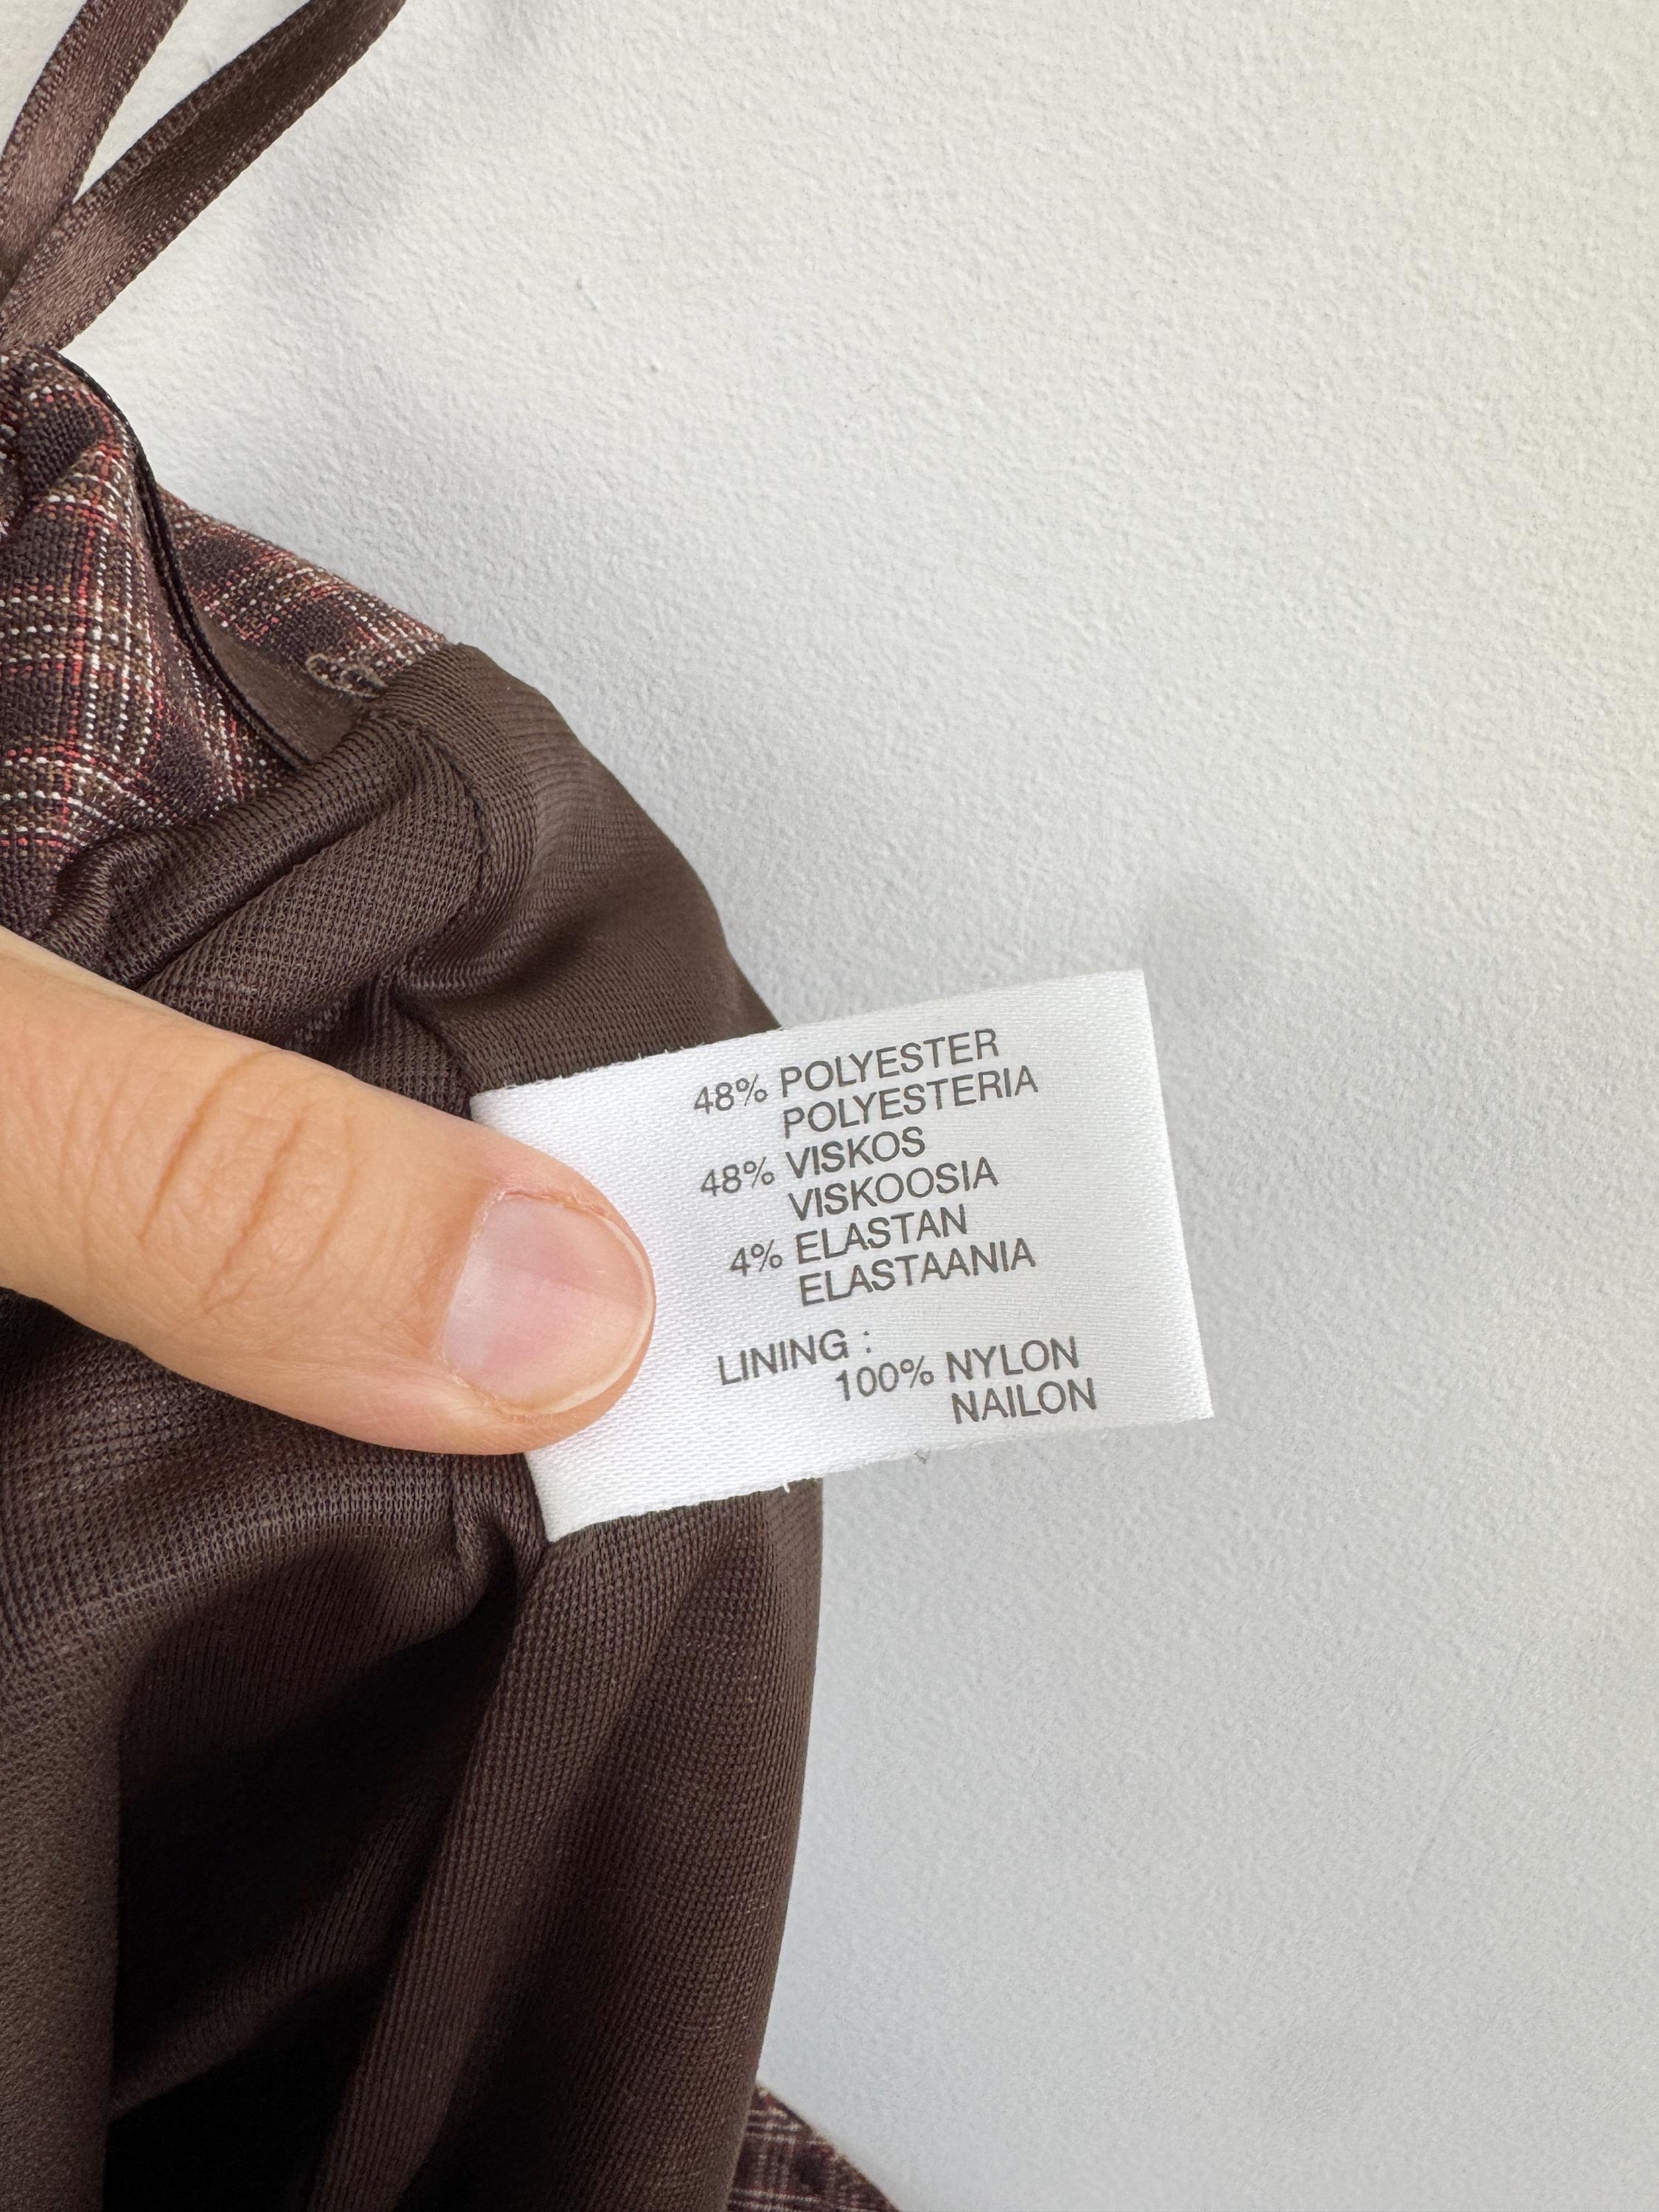 48% POLYESTER
POLYESTERIA
48% VISKOS
VISKOOSIA
4% ELASTAN
ELASTAANIA
LINING :
100% NYLON
NAILON